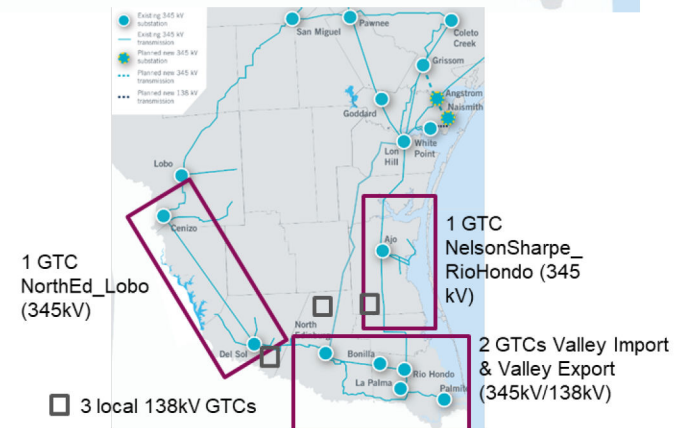 Existing 345 kV
substation
Existing 345 kV
transmission
Planned new 345 kV
substation
Planned new 345 kV
transmission
Planned new 138 kV
transmission
San Miguel
Pawnee
Coleto
Creek
Grissom
Angstrom
Naismith
Goddard
White
Point
Lon
Hill
Lobo
Cenizo
Ajo
1 GTC
NelsonSharpe_
RioHondo (345
kV)
1 GTC
NorthEd_Lobo
(345kV)
North
Del Sol
Bonilla
Rio Hondo
La Palma
Palmit
2 GTCs Valley Import
& Valley Export
(345kV/138kV)
3 local 138kV GTCs